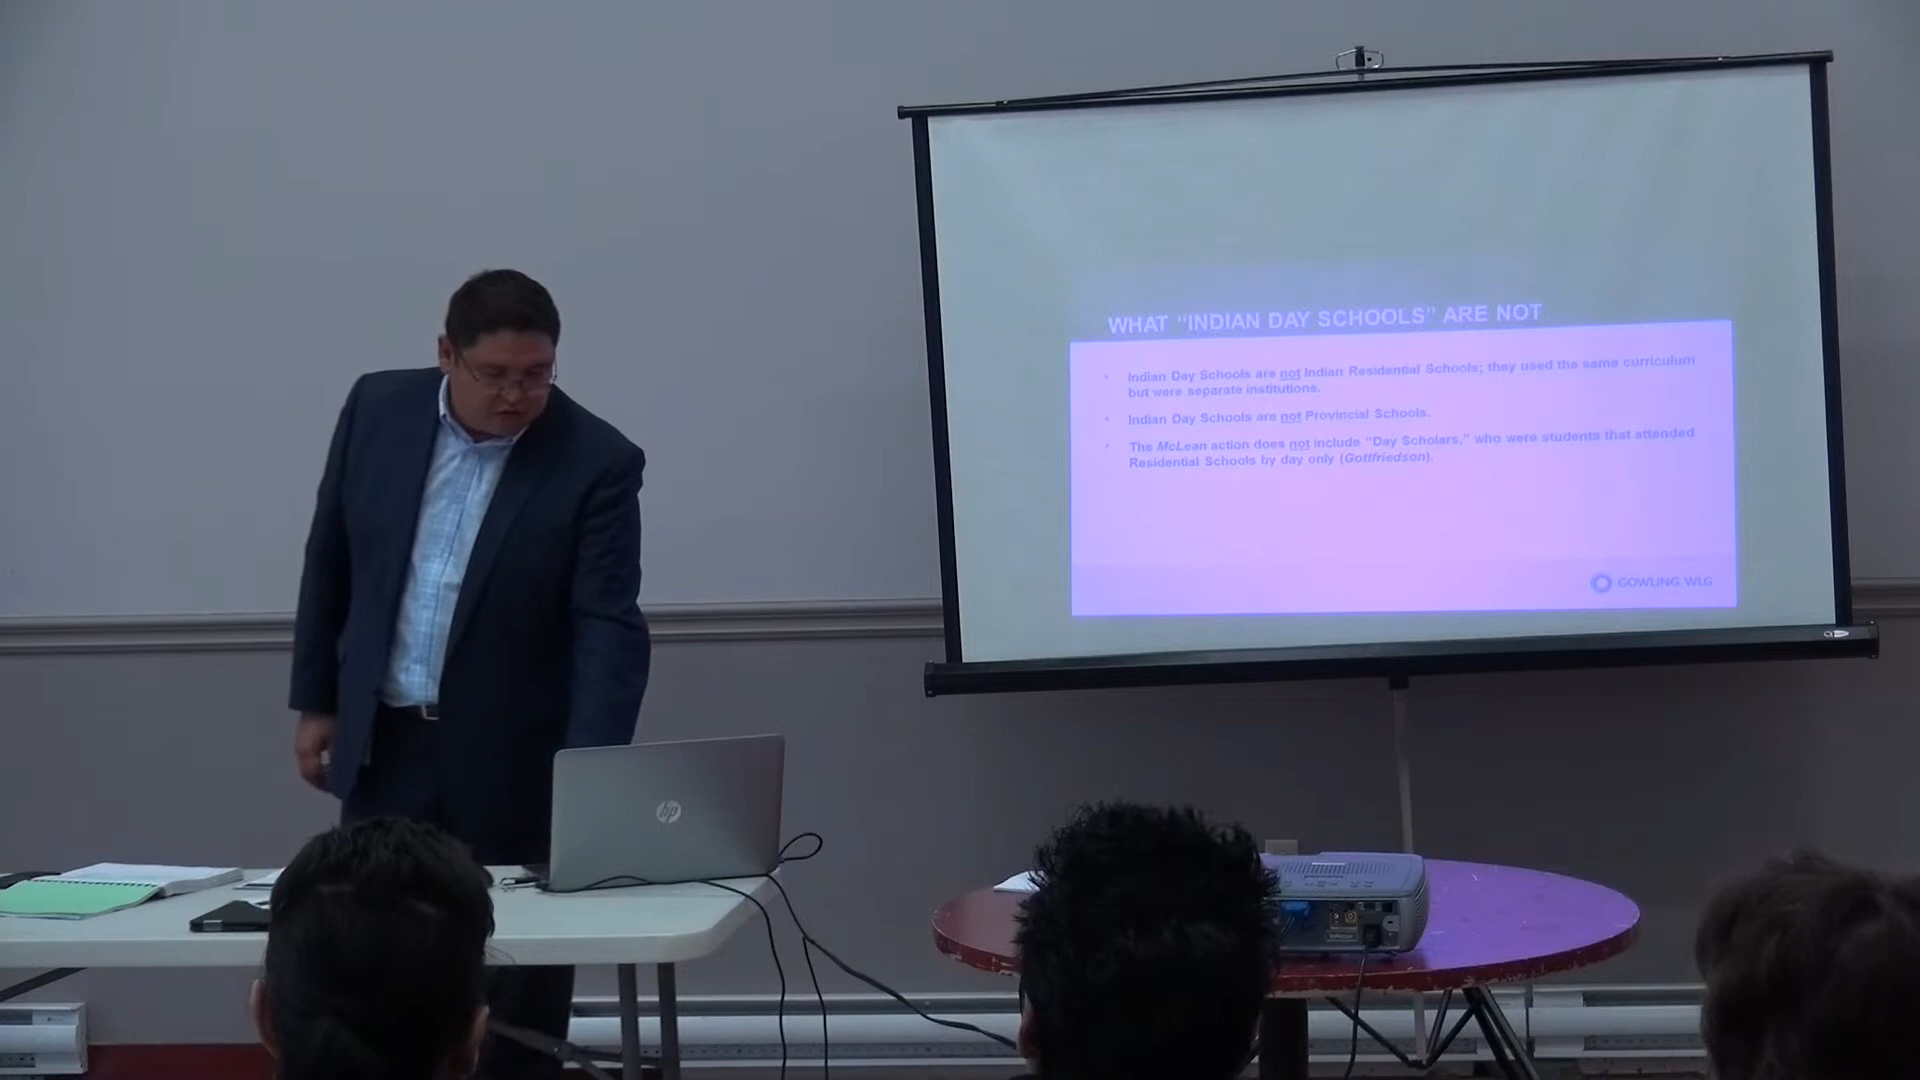 WHAT “INDIAN DAY SCHOOLS” ARE NOT
• Indian Day Schools are not Indian Residential Schools; they used the same curriculum
but were separate institutions.
• Indian Day Schools are not Provincial Schools.
• The McLean action does not include “Day Scholars,” who were students that attended
Residential Schools by day only (Gottfriedson).
GOWLING WLG
hp